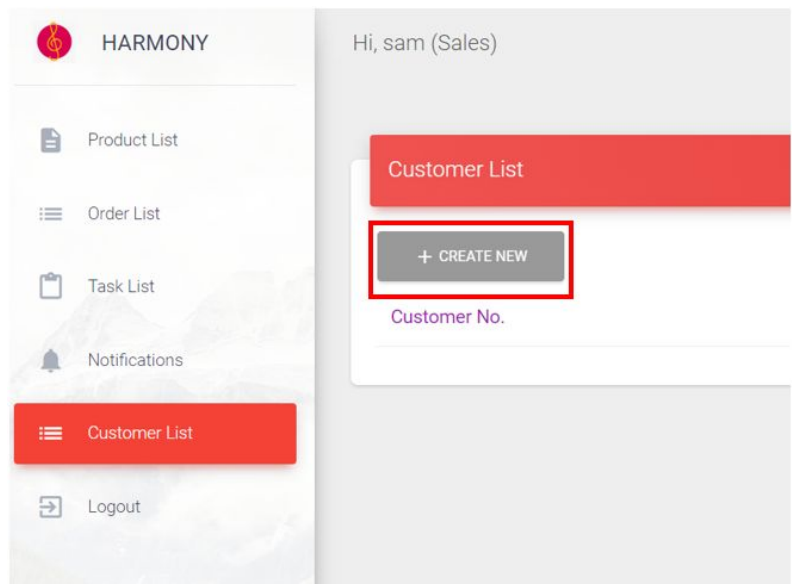 HARMONY
Product List
Order List
Task List
Notifications
Customer List
Logout
Hi, sam (Sales)
Customer List
+ CREATE NEW
Customer No.